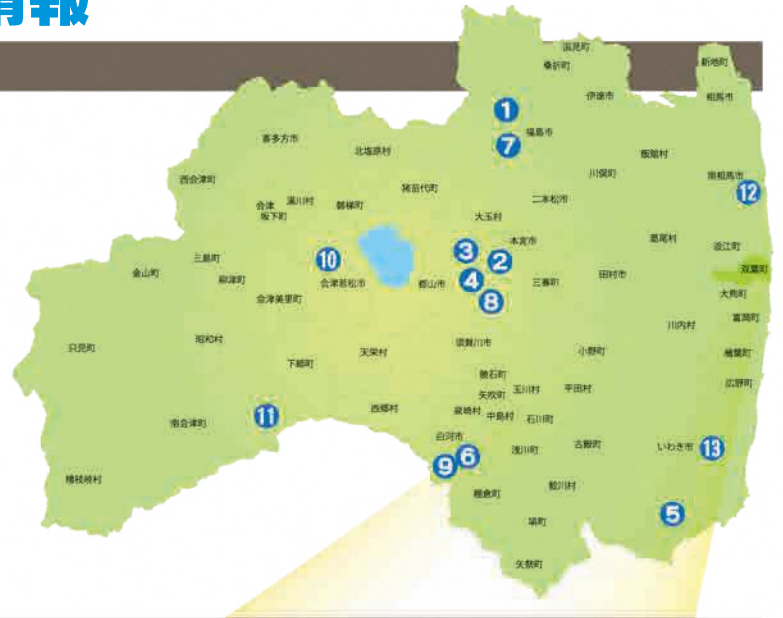 情報
国見町
桑折町
新地町
伊達市
相馬市
①
福島市
⑦
喜多方市
北塩原村
飯舘村
川俣町
南相馬市
西会津町
猪苗代町
⑫
会津
坂下町
湯川村
磐梯町
二本松市
大玉村
本宮市
葛尾村
浪江町
③
②
⑩
三島町
金山町
柳津町
双葉町
④
会津若松市
郡山市
三春町
田村市
大熊町
会津美里町
⑧
富岡町
川内村
昭和村
須賀川市
只見町
天栄村
小野町
楢葉町
下郷町
鏡石町
広野町
矢吹町
玉川村
平田村
西郷村
泉崎村
中島村
石川町
⑪
南会津町
白河市
浅川町
古殿町
いわき市
⑬
⑨
⑥
檜枝岐村
棚倉町
鮫川村
⑤
塙町
矢祭町